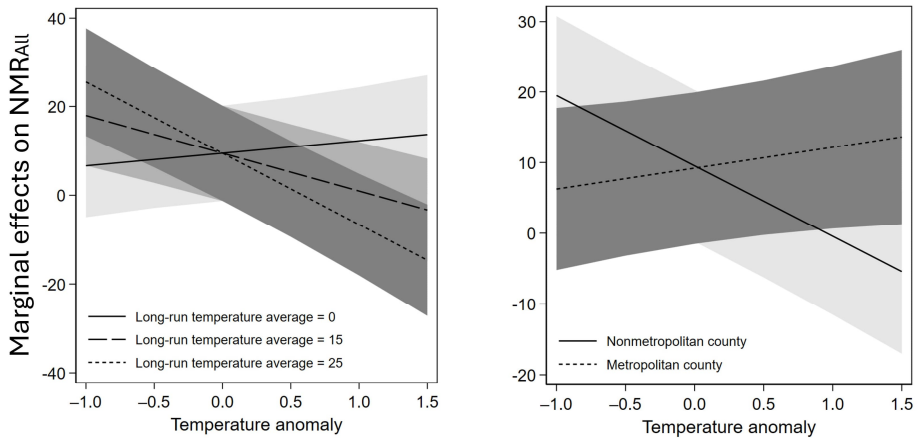 Marginal effects on NMRAll
40
20
0
-20
-40
Long-run temperature average = 0
Long-run temperature average = 15
Long-run temperature average = 25
–1.0 –0.5 0.0 0.5 1.0 1.5
Temperature anomaly
30
20
10
0
-10
-20
Nonmetropolitan county
Metropolitan county
–1.0 –0.5 0.0 0.5 1.0 1.5
Temperature anomaly